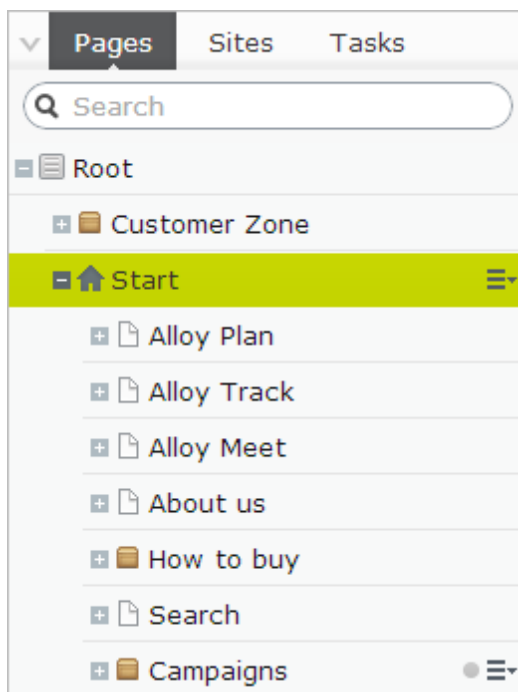 Pages Sites Tasks
Search
Root
Customer Zone
Start
Alloy Plan
Alloy Track
Alloy Meet
About us
How to buy
Search
Campaigns